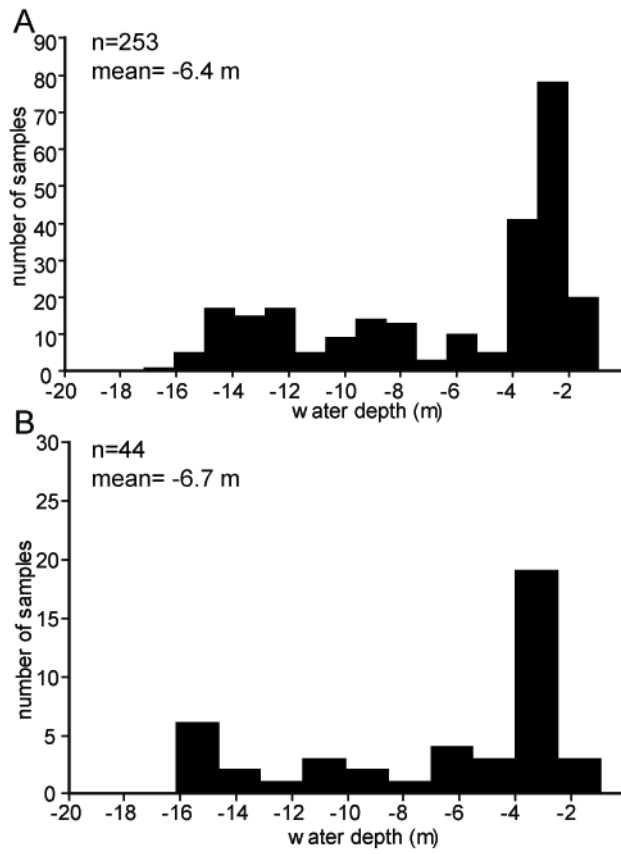 A
n=253
mean= -6.4 m
90
80
70
60
50
40
30
20
10
0
number of samples
-20 -18 -16 -14 -12 -10 -8 -6 -4 -2
water depth (m)
B
n=44
mean= -6.7 m
30
25
20
15
10
5
0
number of samples
-20 -18 -16 -14 -12 -10 -8 -6 -4 -2
water depth (m)